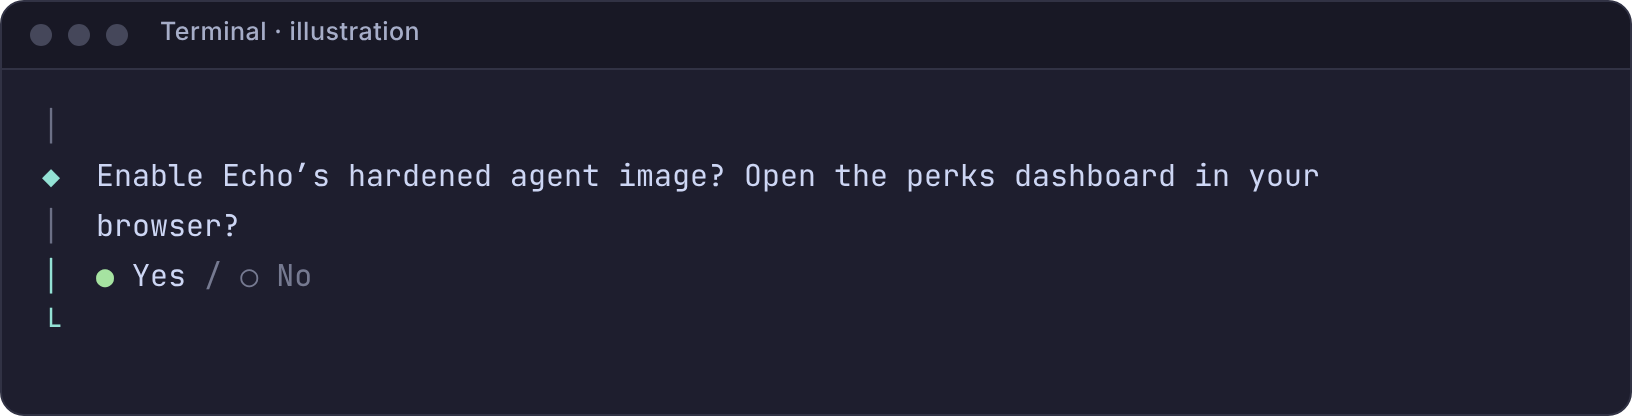 Terminal · illustration
Enable Echo’s hardened agent image? Open the perks dashboard in your
browser?
● Yes / ○ No